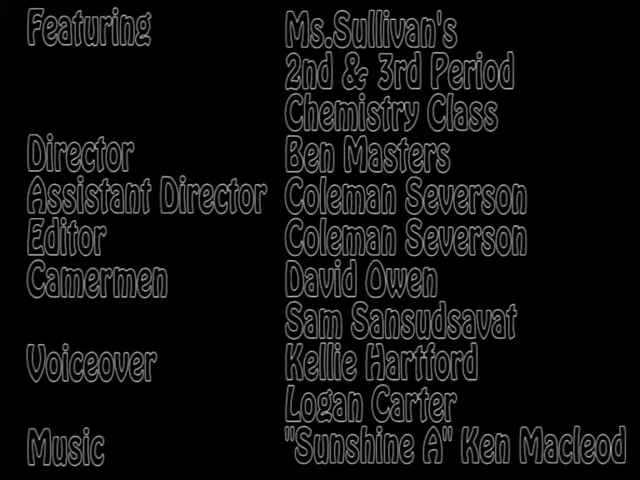 Featuring Ms.Sullivan's
2nd & 3rd Period
Chemistry Class
Director Ben Masters
Assistant Director Coleman Severson
Editor Coleman Severson
Camermen David Owen
Sam Sansudsavat
Voiceover Kellie Hartford
Logan Carter
Music "Sunshine A" Ken Macleod